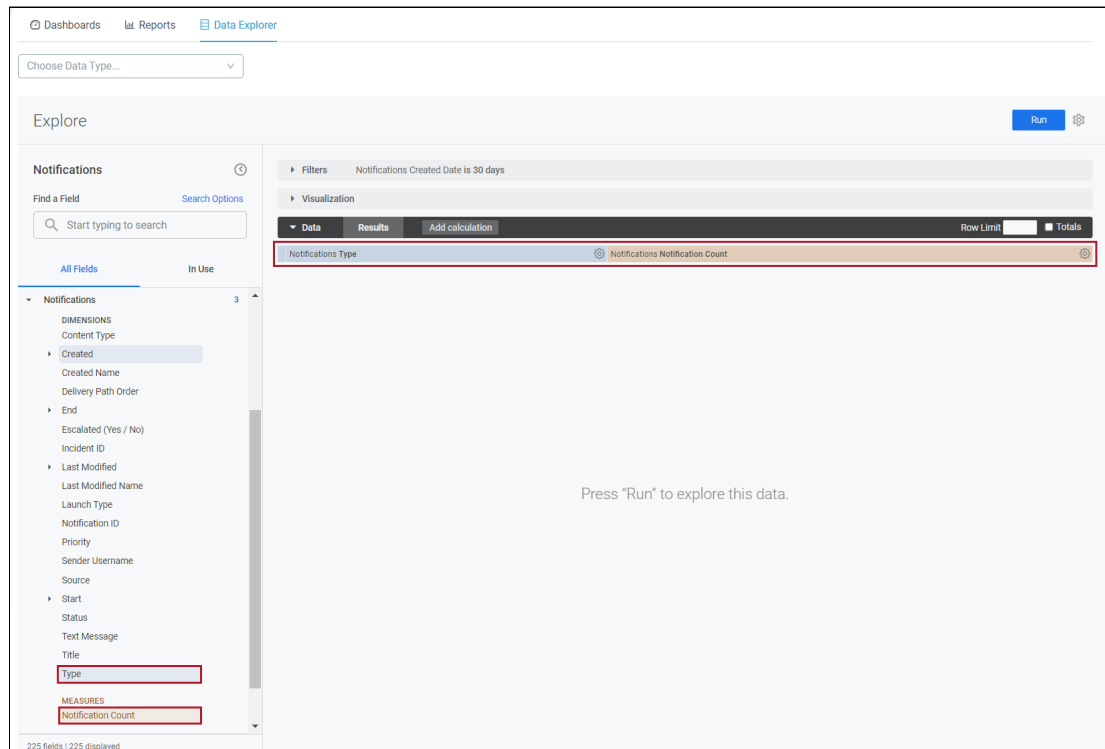 Dashboards Reports Data Explorer
Choose Data Type...
Explore Run
Notifications
Find a Field Search Options
Start typing to search
All Fields In Use
Notifications 3
DIMENSIONS
Content Type
Created
Created Name
Delivery Path Order
End
Escalated (Yes / No)
Incident ID
Last Modified
Last Modified Name
Launch Type
Notification ID
Priority
Sender Username
Source
Start
Status
Text Message
Title
Type
MEASURES
Notification Count
225 fields | 225 displayed
Filters Notifications Created Date is 30 days
Visualization
Data Results Add calculation Row Limit Totals
Notifications Type Notifications Notification Count
Press "Run" to explore this data.